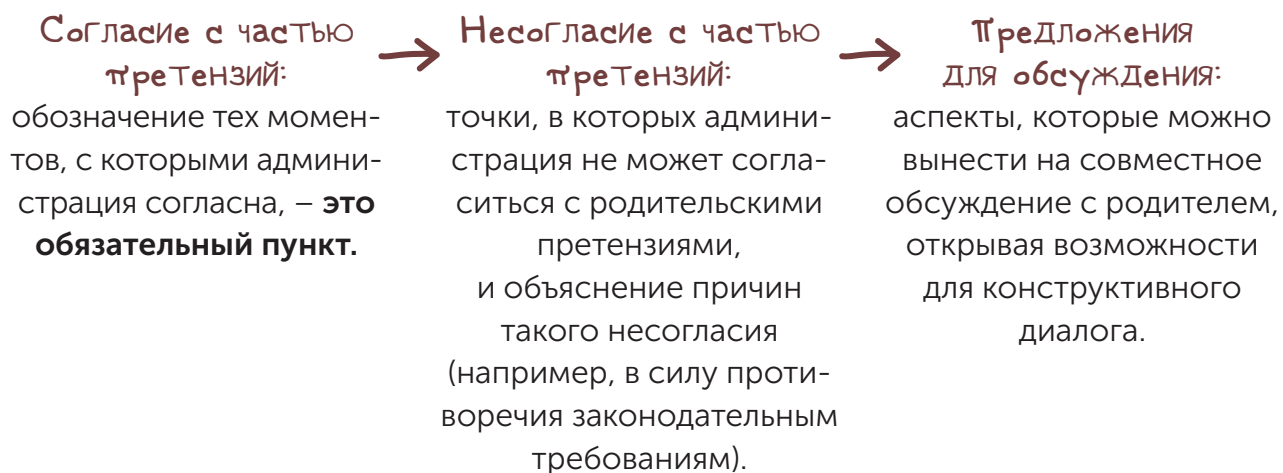 Согласие с частью
претензий:
обозначение тех момен-
тов, с которыми админи-
страция согласна, – это
обязательный пункт.
Несогласие с частью
претензий:
точки, в которых админи-
страция не может согла-
ситься с родительскими
претензиями,
и объяснение причин
такого несогласия
(например, в силу проти-
воречия законодательным
требованиям).
Предложения
для обсуждения:
аспекты, которые можно
вынести на совместное
обсуждение с родителем,
открывая возможности
для конструктивного
диалога.